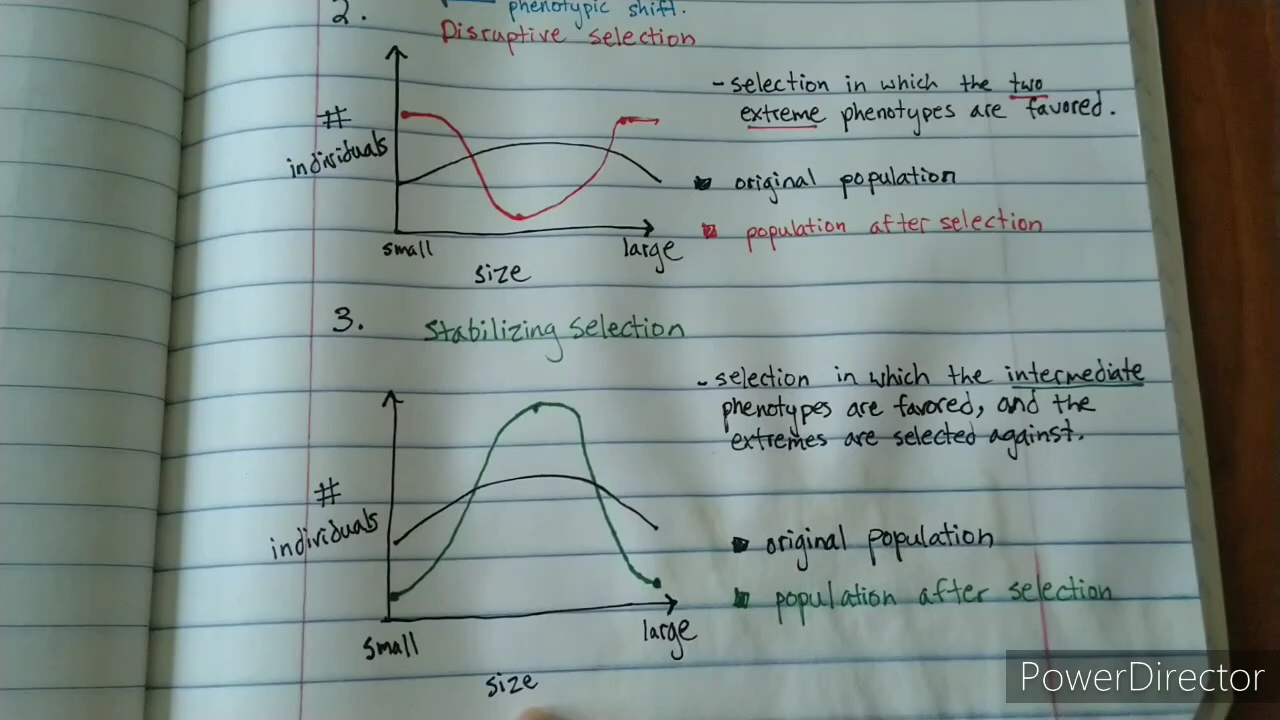 phenotypic shift.
2.
Disruptive selection
- selection in which the two
extreme phenotypes are favored.
#
individuals
original population
population after selection
small
large
size
3.
Stabilizing selection
- selection in which the intermediate
phenotypes are favored, and the
extremes are selected against.
#
individuals
original population
population after selection
small
large
size
PowerDirector